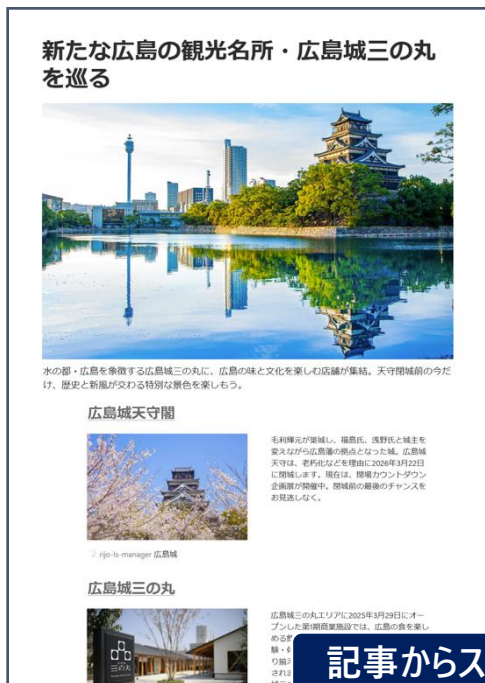 新たな広島の観光名所・広島城三の丸
を巡る
水の都・広島を象徴する広島城三の丸に、広島の味と文化を楽しむ店舗が集結。天守閉城前の今だ
け、歴史と新風が交わる特別な景色を楽しもう。
広島城天守閣
毛利輝元が築城し、福島氏、浅野氏と城主を
変えながら広島藩の拠点となった城。広島城
天守は、老朽化などを理由に2026年3月22日
に閉城します。現在は、閉場カウントダウン
企画展が開催中。閉城前の最後のチャンスを
お見逃しなく。
rijo-ls-manager 広島城
広島城三の丸
三の丸
広島城三の丸エリアに2025年3月29日にオー
プンした第1期商業施設では、広島の食を楽し
める
験・
り揃
され
記事からス